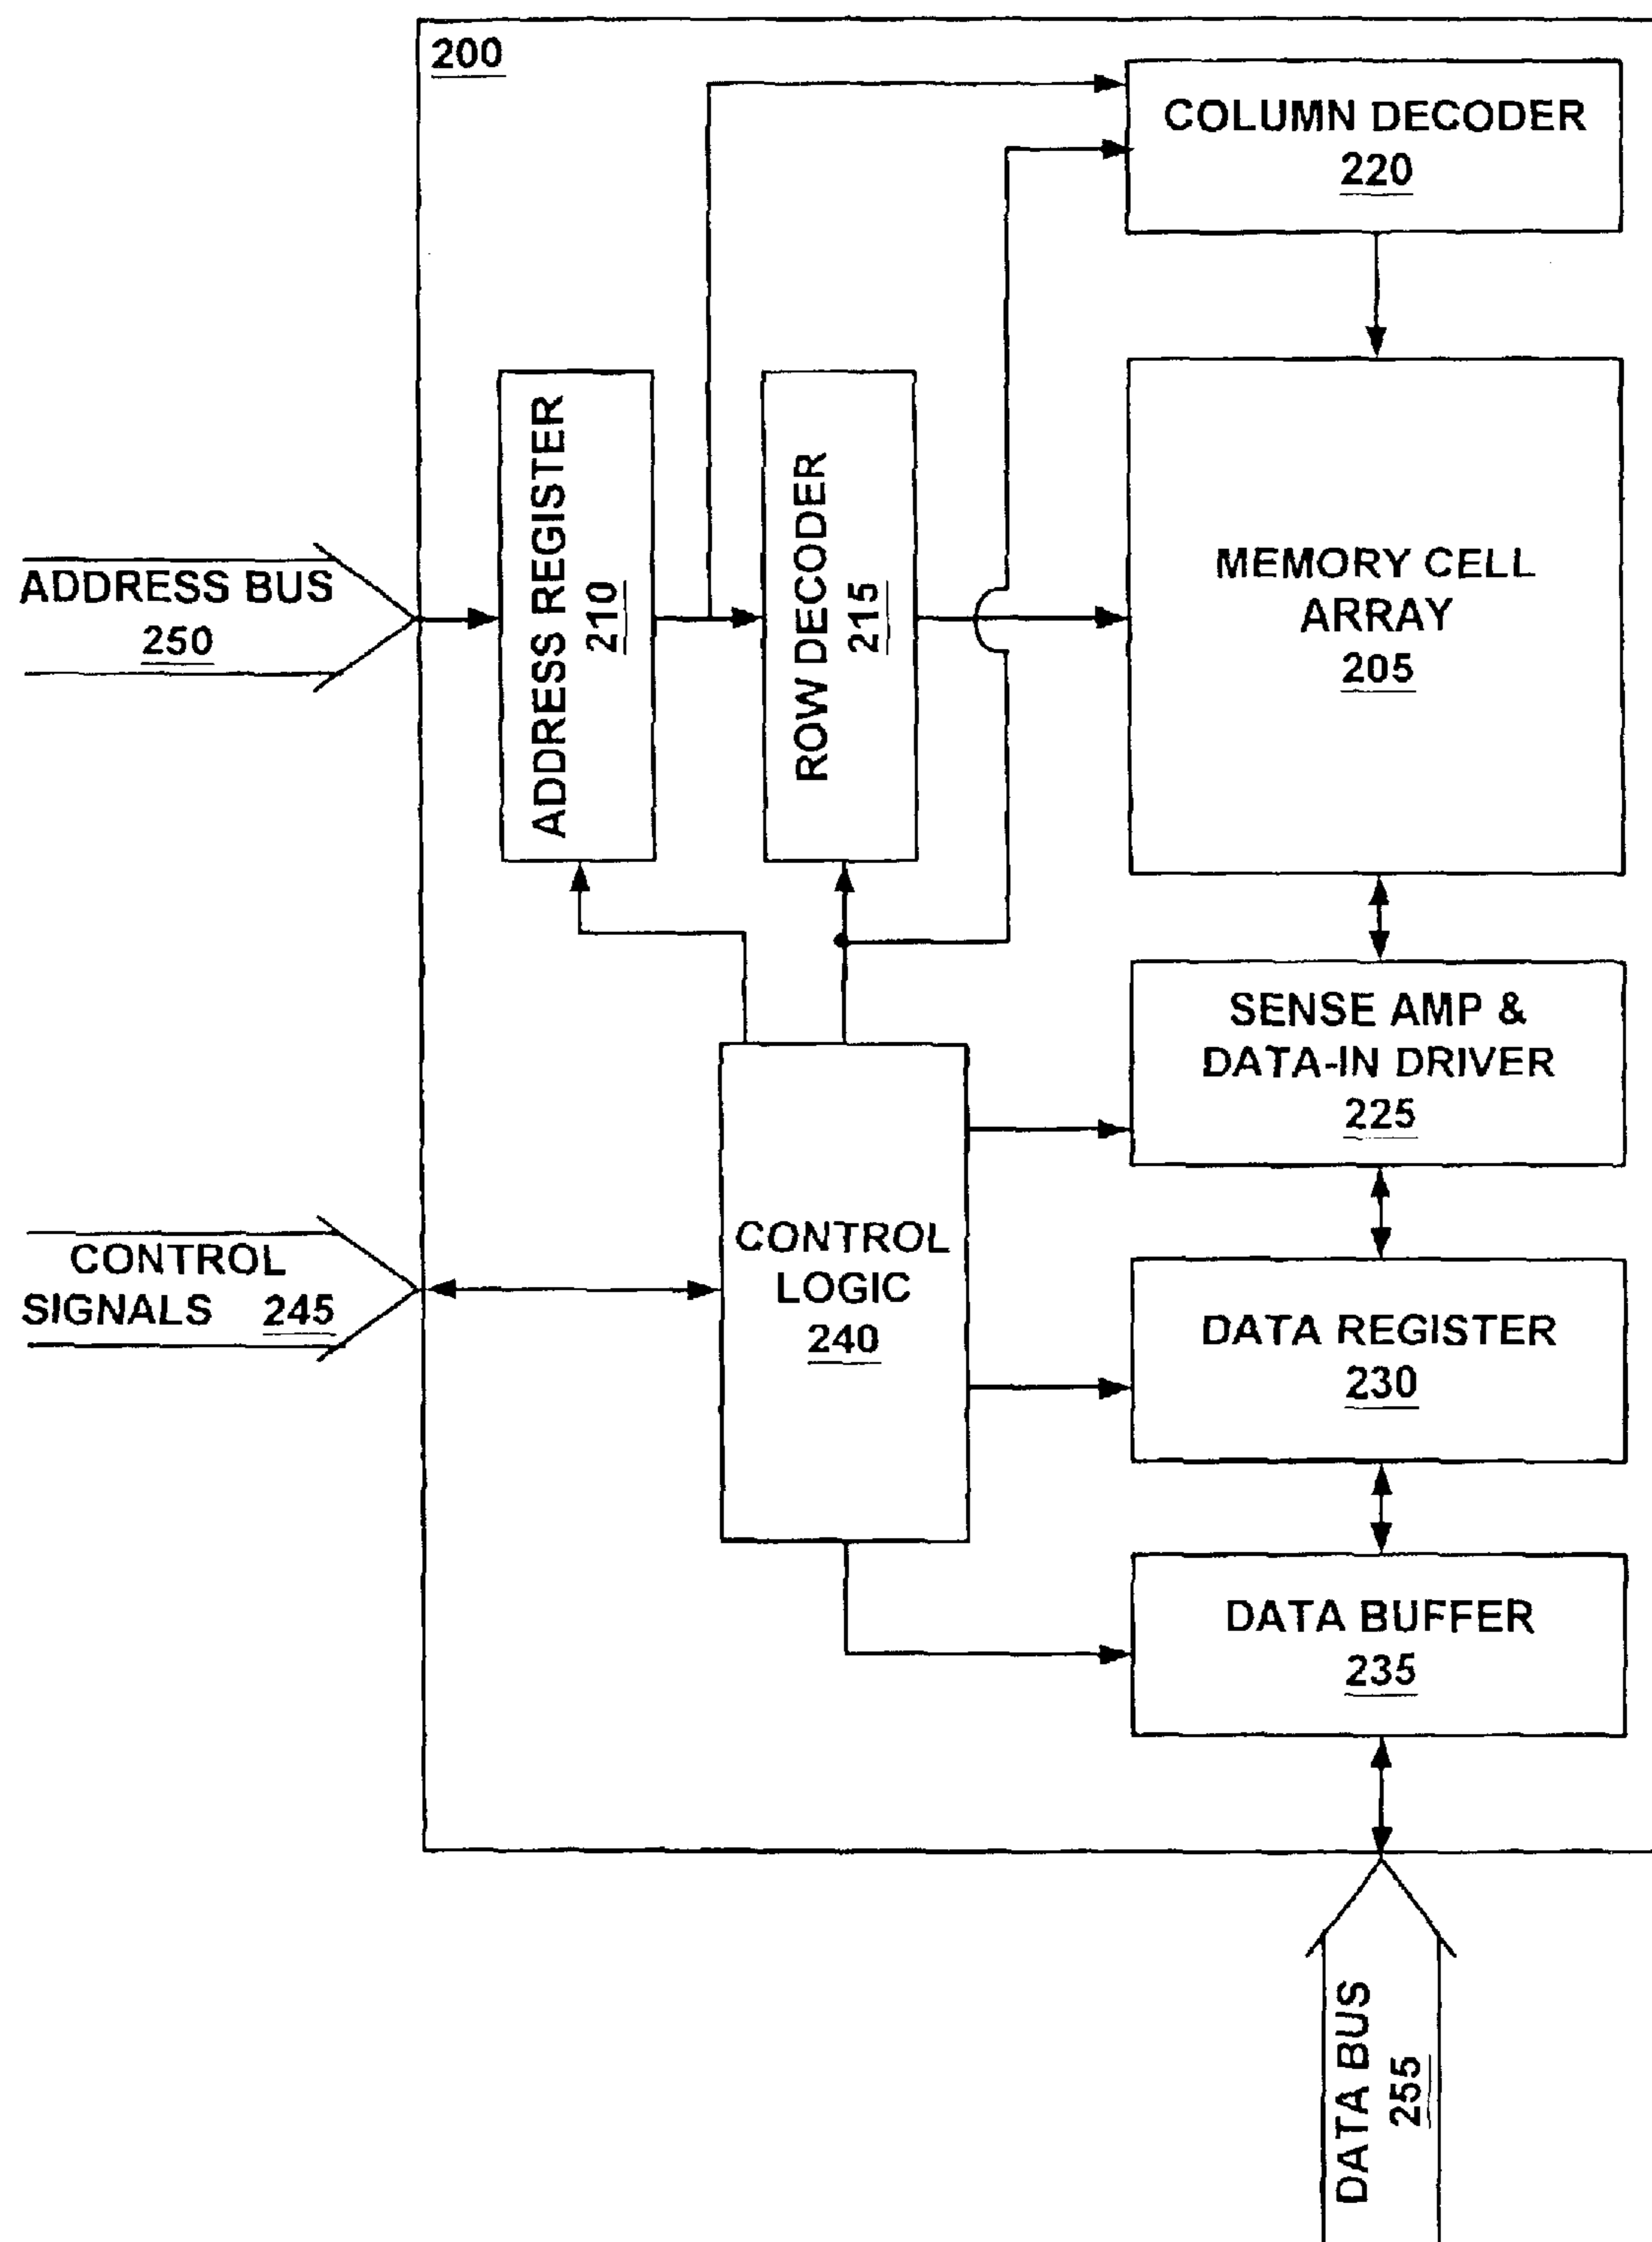 200
COLUMN DECODER
220
ADDRESS REGISTER
210
ROW DECODER
215
ADDRESS BUS
250
MEMORY CELL
ARRAY
205
SENSE AMP &
DATA-IN DRIVER
225
CONTROL
LOGIC
240
CONTROL
SIGNALS 245
DATA REGISTER
230
DATA BUFFER
235
DATA BUS
255